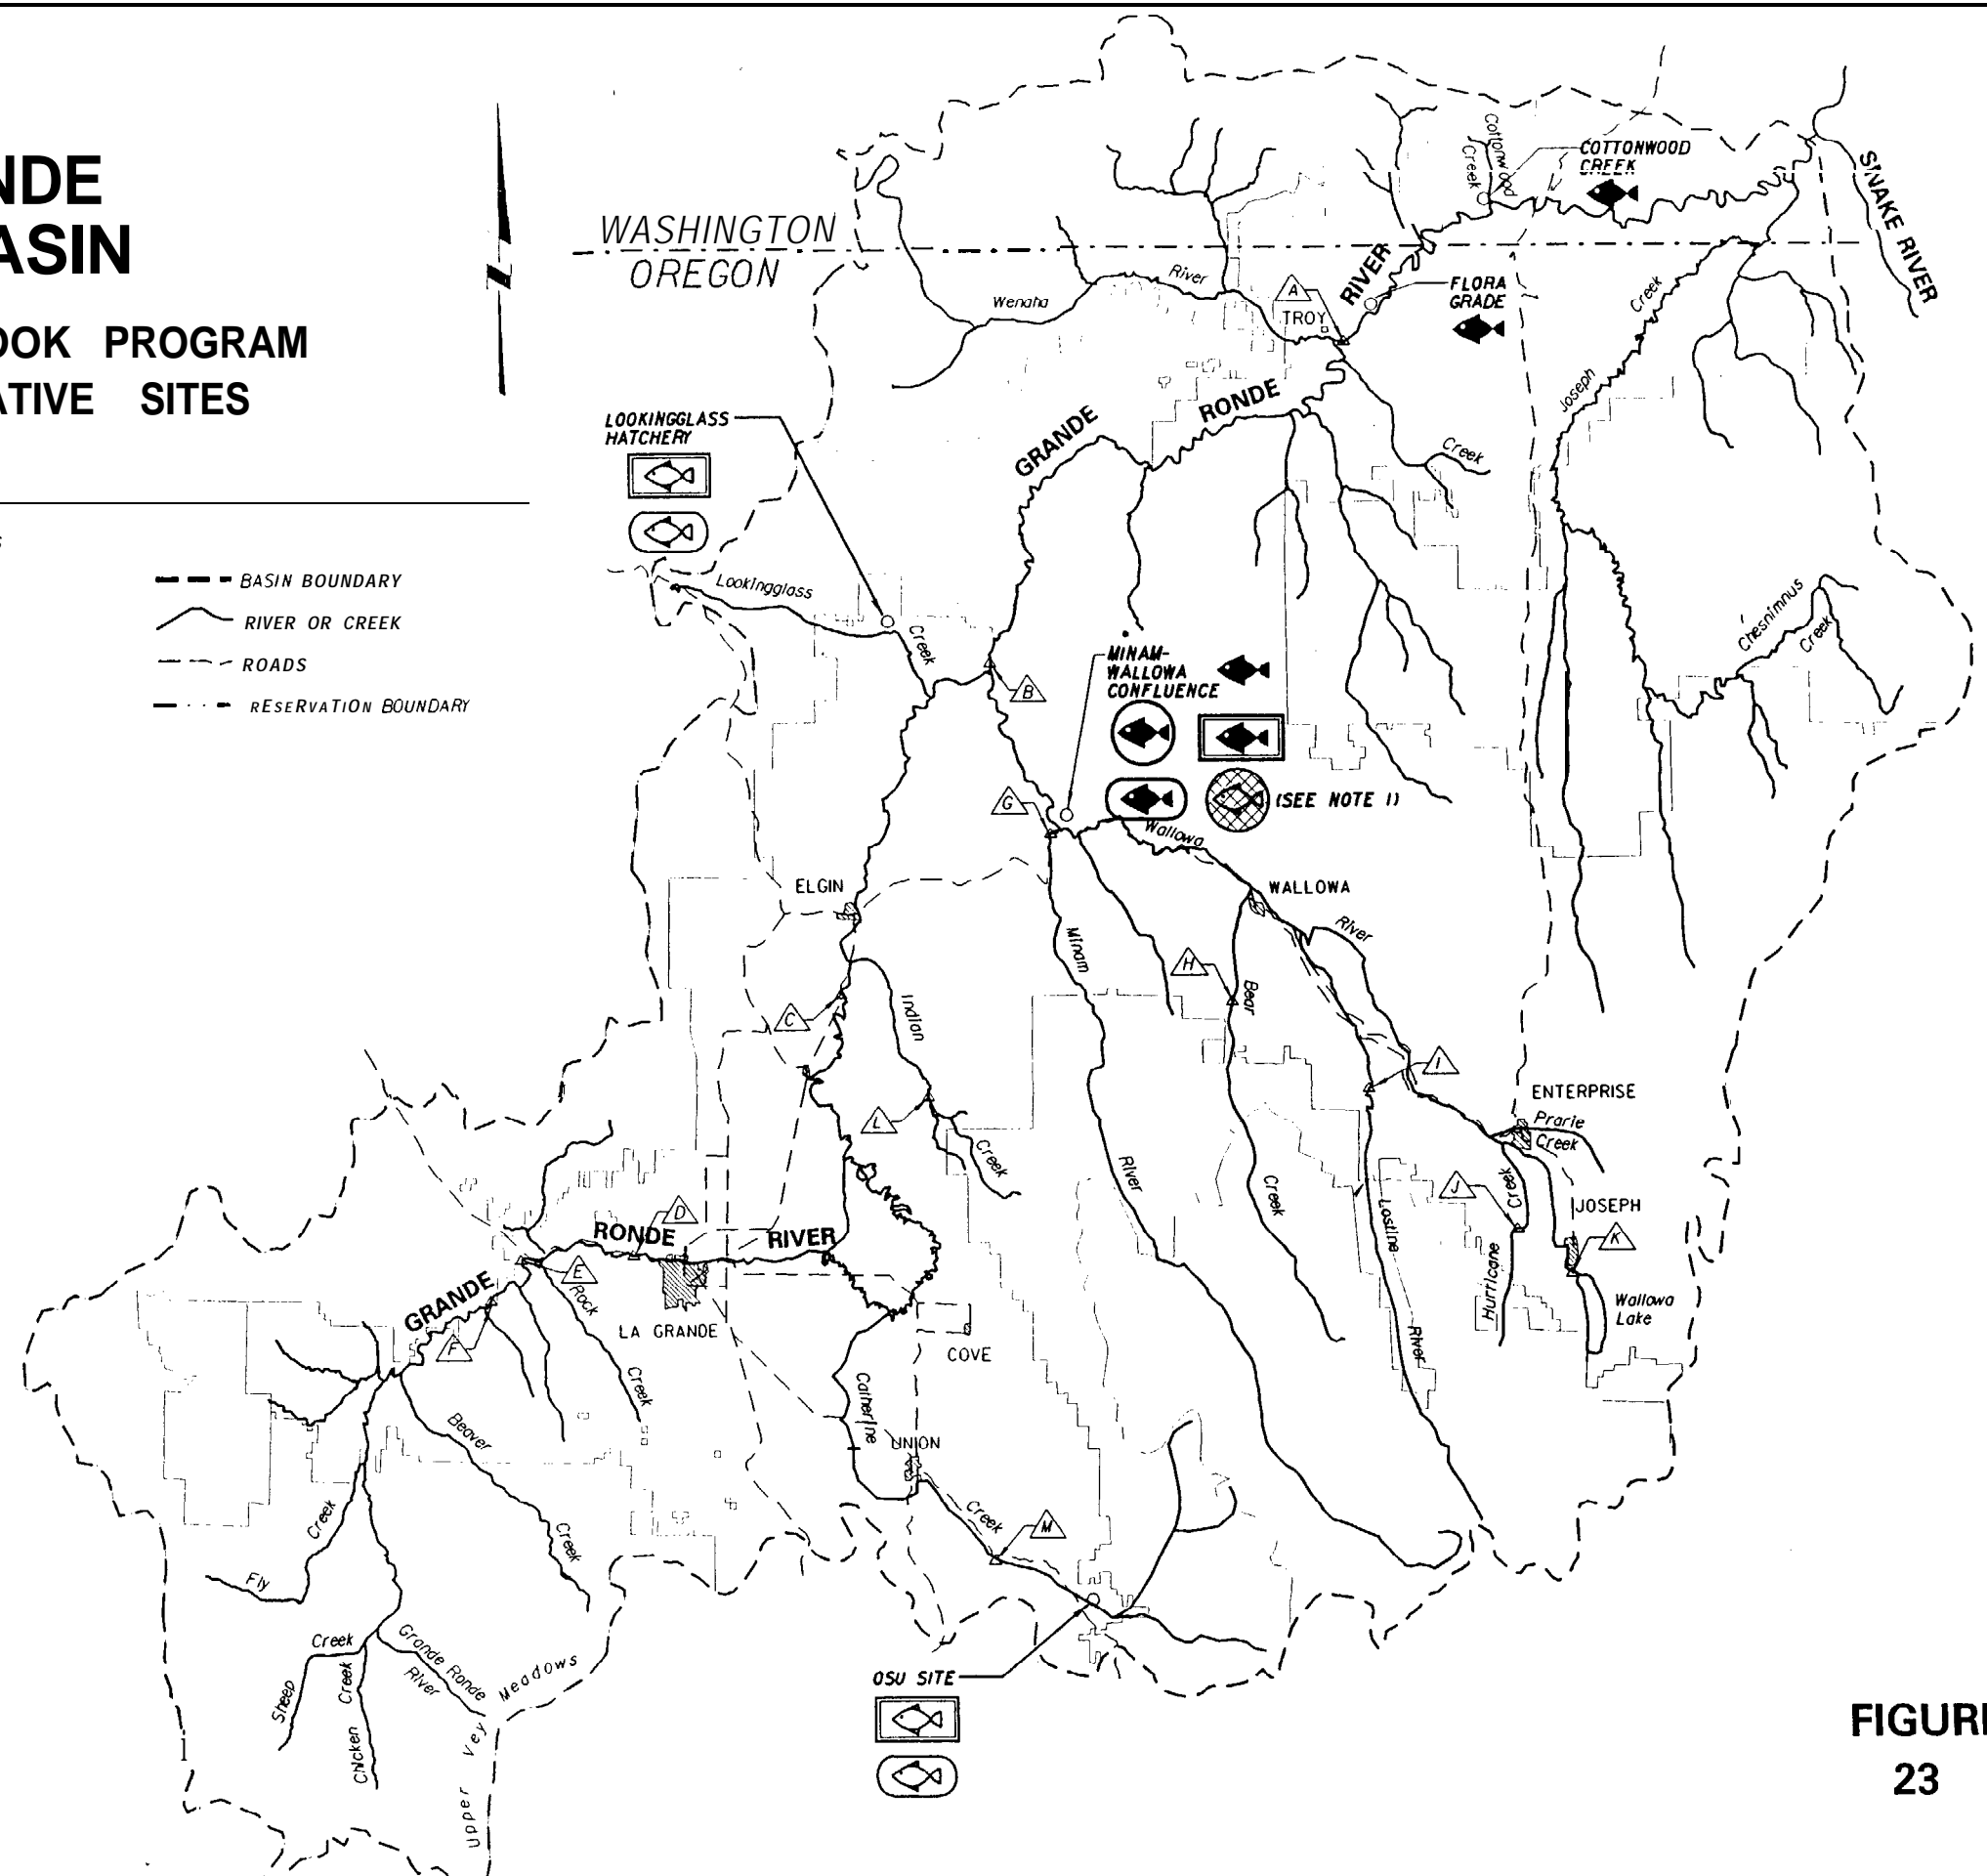 NDE
ASIN
OOK PROGRAM
ATIVE SITES
BASIN BOUNDARY
RIVER OR CREEK
ROADS
rESeRvaTIoN BOUNDARY
WASHINGTON
OREGON
COTTONWOOD
CREEK
Cottonwood
Creek
SNAKE RIVER
FLORA
GRADE
RIVER
A
TROY
Wenaha
River
Joseph
Creek
GRANDE
RONDE
Creek
LOOKINGGLASS
HATCHERY
Lookingglass
Creek
B
MINAM-
WALLOWA
CONFLUENCE
(SEE NOTE 1)
G
Wallowa
River
Chesnimnus
Creek
ELGIN
WALLOWA
Minam
River
H
Bear
Creek
C
Indian
Creek
L
I
ENTERPRISE
Prarie
Creek
J
Creek
Hurricane
JOSEPH
K
Wallowa
Lake
Lostine
River
D
RONDE
RIVER
E
GRANDE
F
Rock
Creek
LA GRANDE
COVE
Catherine
UNION
Creek
M
Beaver
Creek
Creek
Fly
Creek
Sheep
Creek
Chicken
Grande Ronde
River
Meadows
Upper Vey
OSU SITE
FIGUR
23